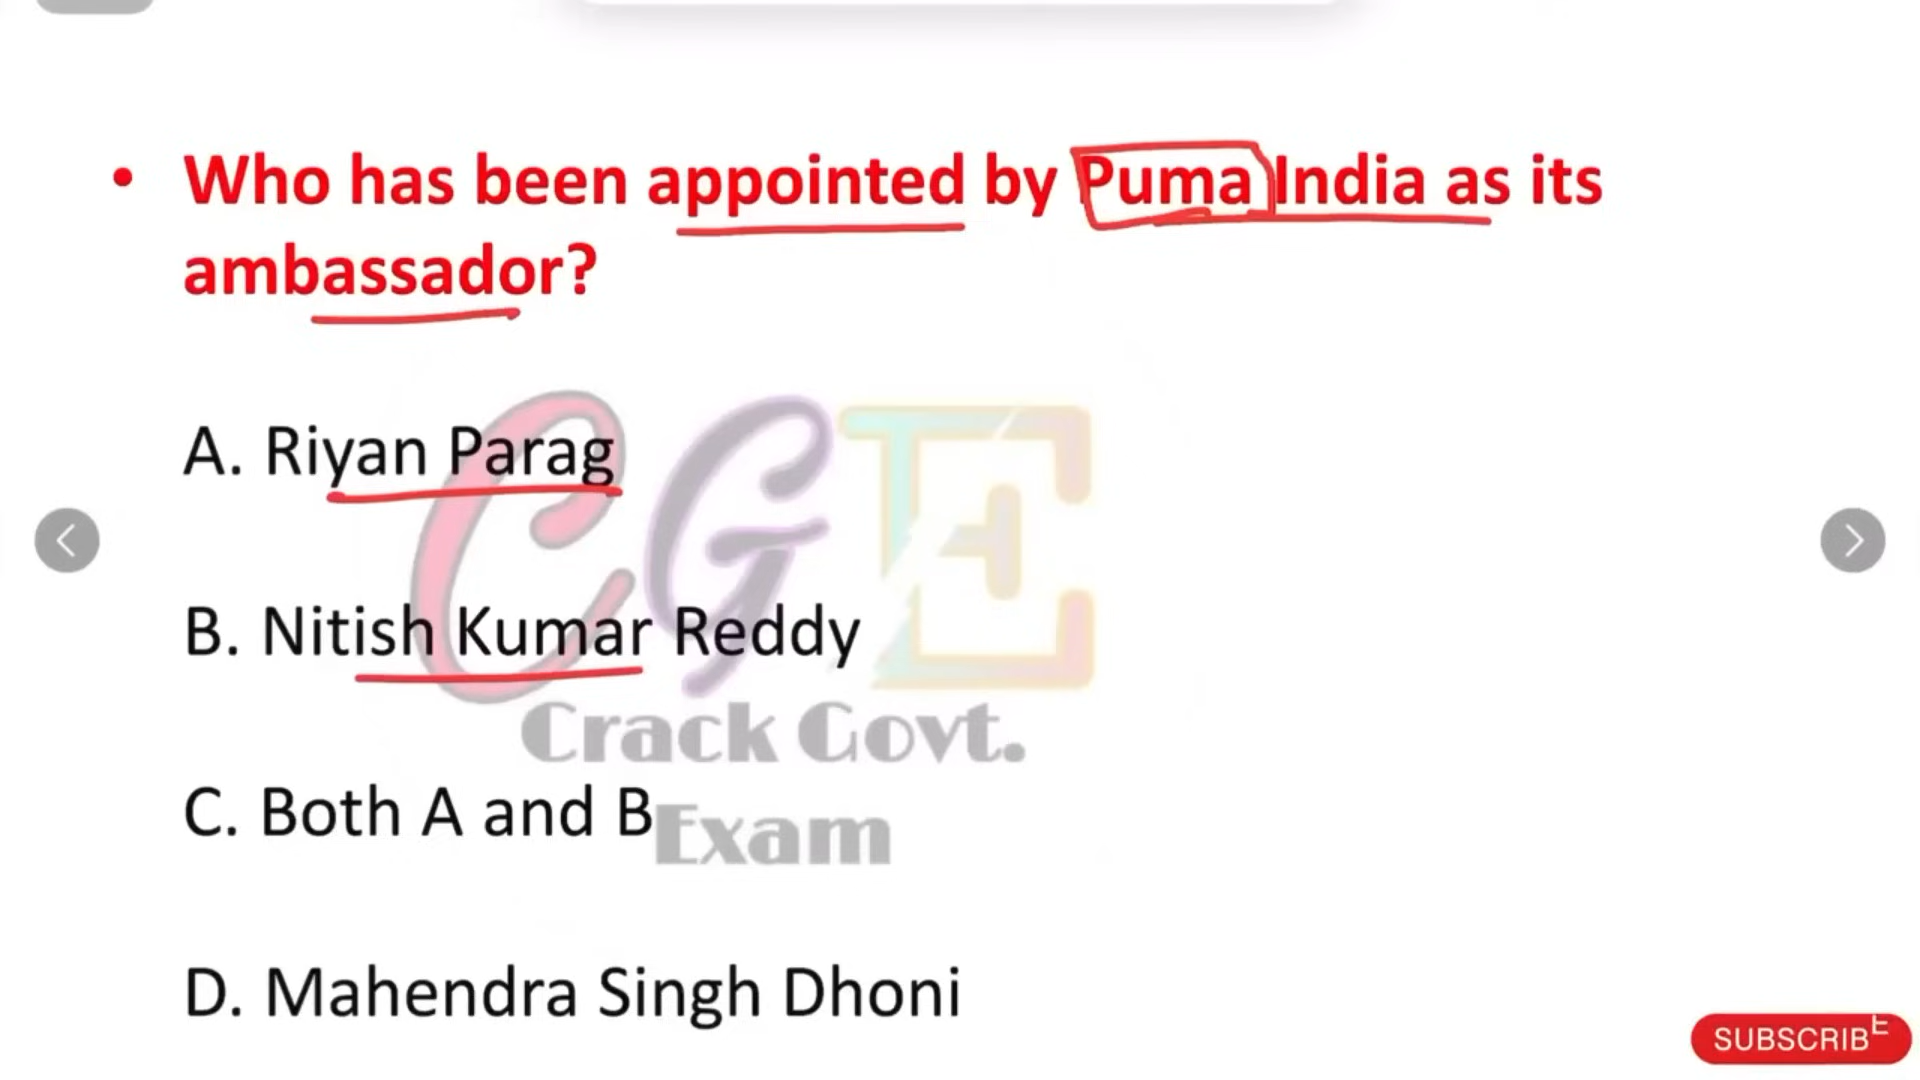 • Who has been appointed by Puma India as its
ambassador?
A. Riyan Parag
B. Nitish Kumar Reddy
C. Both A and B
D. Mahendra Singh Dhoni
CGE
Crack Govt.
Exam
SUBSCRIBE